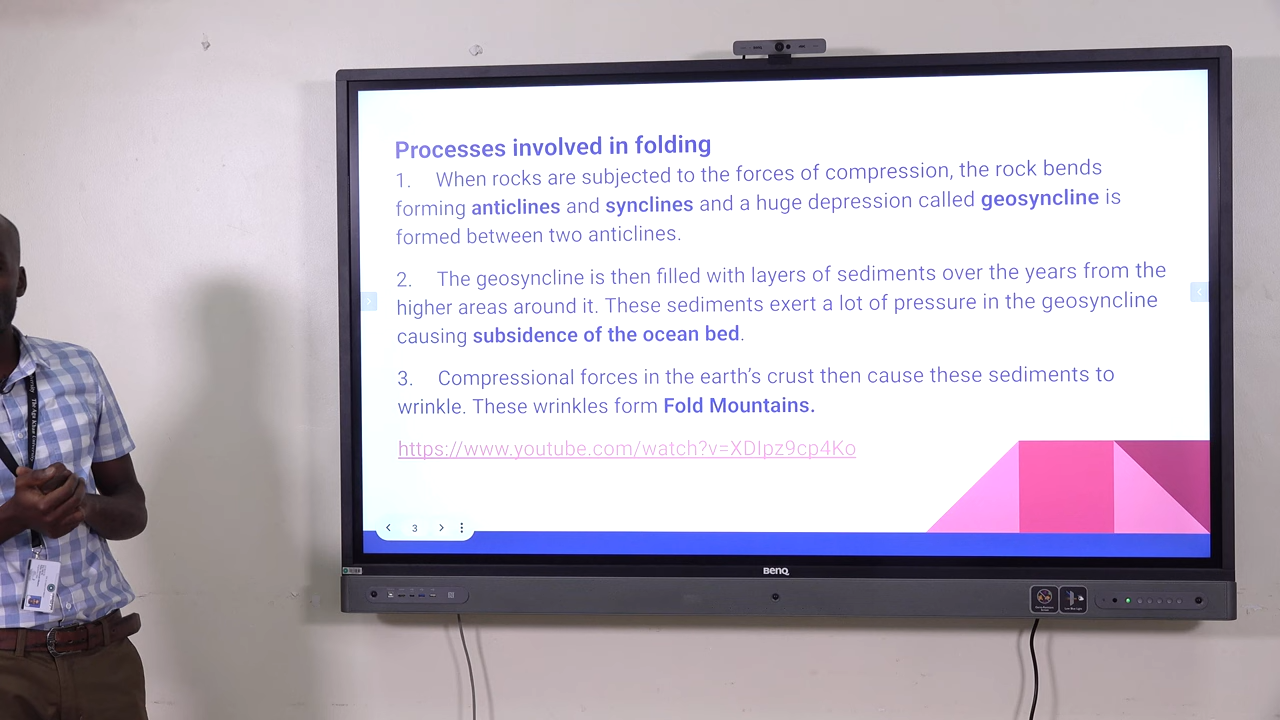 Processes involved in folding
1. When rocks are subjected to the forces of compression, the rock bends
forming anticlines and synclines and a huge depression called geosyncline is
formed between two anticlines.
2. The geosyncline is then filled with layers of sediments over the years from the
higher areas around it. These sediments exert a lot of pressure in the geosyncline
causing subsidence of the ocean bed.
3. Compressional forces in the earth's crust then cause these sediments to
wrinkle. These wrinkles form Fold Mountains.
https://www.youtube.com/watch?v=XDIpz9cp4Ko
3
BenQ
The Aga Khan University